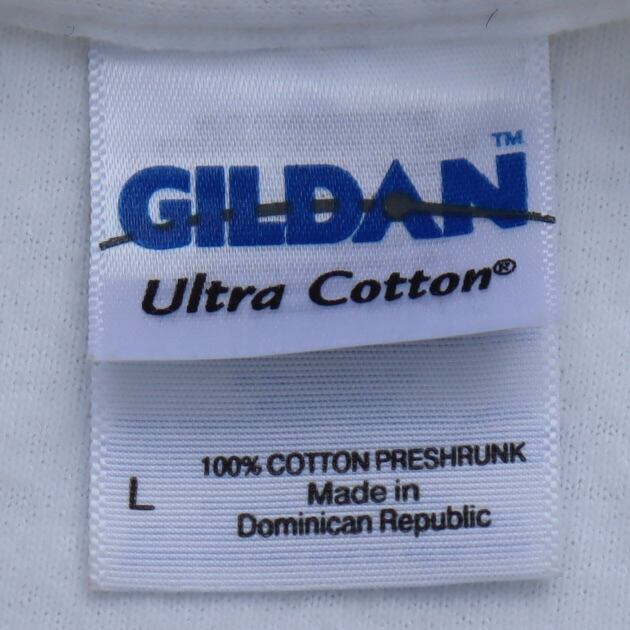 GILDAN™
Ultra Cotton®
100% COTTON PRESHRUNK
L
Made in
Dominican Republic